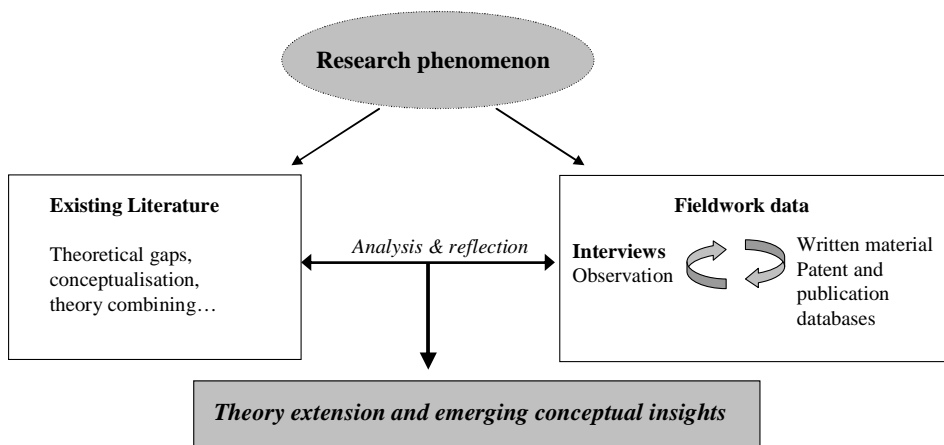 Research phenomenon
Existing Literature
Theoretical gaps,
conceptualisation,
theory combining…
Analysis & reflection
Fieldwork data
Interviews
Observation
Written material
Patent and
publication
databases
Theory extension and emerging conceptual insights